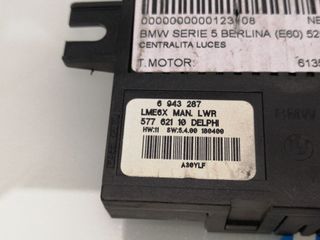 0000000000123408
NE
BMW SERIE 5 BERLINA (E60) 52
CENTRALITA LUCES
T. MOTOR:
6135
6 943 287
LME6X MAN. LWR
577 621 10 DELPHI
HW:11 SW:5.4.00 180400
A30YLF